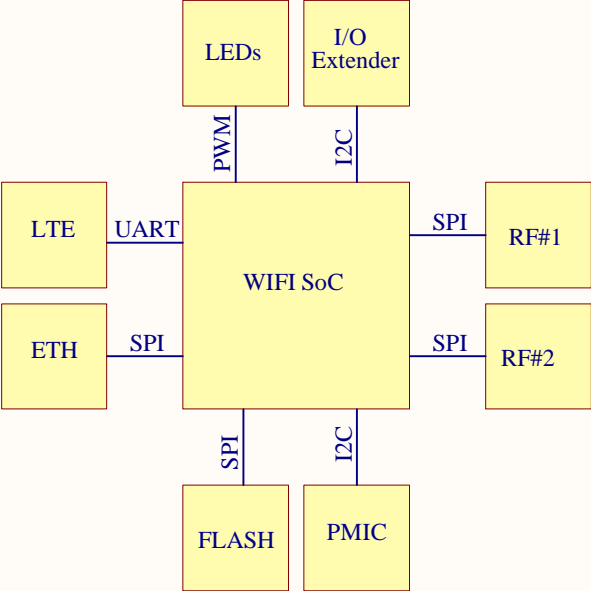 LEDs
I/O
Extender
PWM
I2C
LTE
UART
SPI
RF#1
WIFI SoC
ETH
SPI
SPI
RF#2
SPI
I2C
FLASH
PMIC